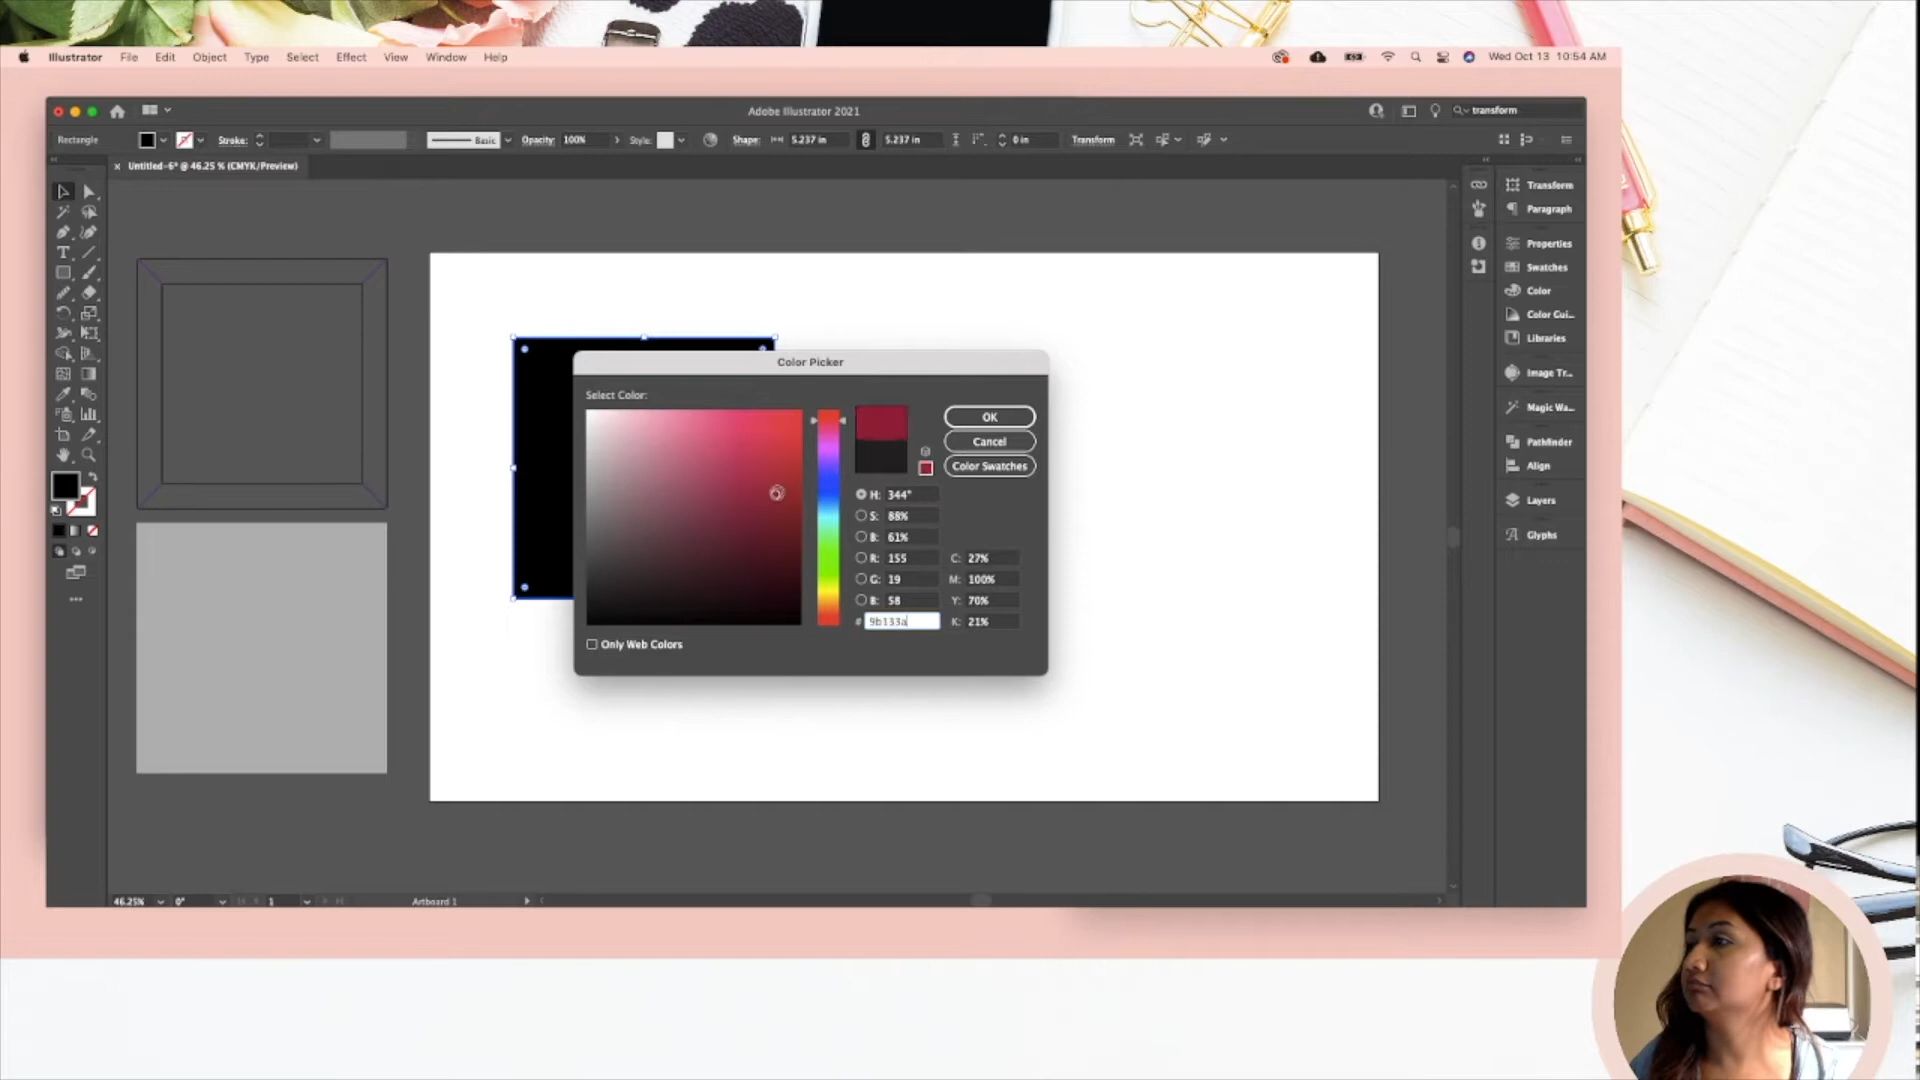 Illustrator File Edit Object Type Select Effect View Window Help Wed Oct 13 10:54 AM
Adobe Illustrator 2021
transform
Rectangle Stroke: Basic Opacity: 100% Style: Shape: 5.237 in 5.237 in 0 in Transform
× Untitled-6* @ 46.25 % (CMYK/Preview)
Transform
Paragraph
Properties
Swatches
Color
Color Gui...
Libraries
Image Tr...
Magic Wa...
Pathfinder
Align
Layers
Glyphs
Color Picker
Select Color:
OK
Cancel
Color Swatches
H: 344°
S: 88%
B: 61%
R: 155 C: 27%
G: 19 M: 100%
B: 58 Y: 70%
# 9b133a K: 21%
Only Web Colors
46.25% 0° 1 Artboard 1